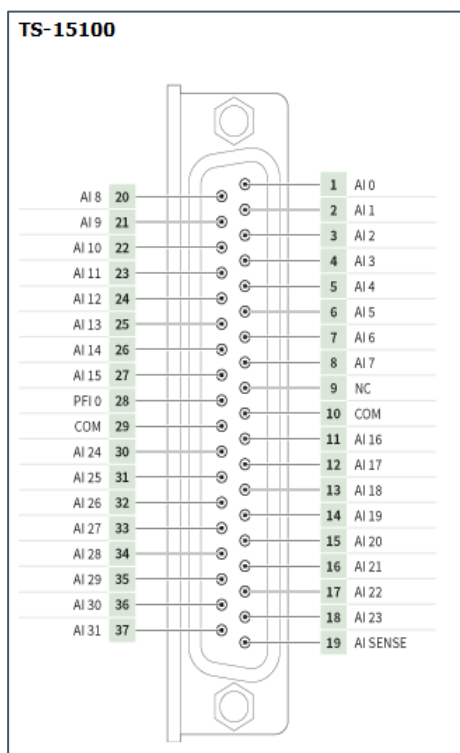 TS-15100
AI 8 20
AI 9 21
AI 10 22
AI 11 23
AI 12 24
AI 13 25
AI 14 26
AI 15 27
PFI 0 28
COM 29
AI 24 30
AI 25 31
AI 26 32
AI 27 33
AI 28 34
AI 29 35
AI 30 36
AI 31 37
1 AI 0
2 AI 1
3 AI 2
4 AI 3
5 AI 4
6 AI 5
7 AI 6
8 AI 7
9 NC
10 COM
11 AI 16
12 AI 17
13 AI 18
14 AI 19
15 AI 20
16 AI 21
17 AI 22
18 AI 23
19 AI SENSE